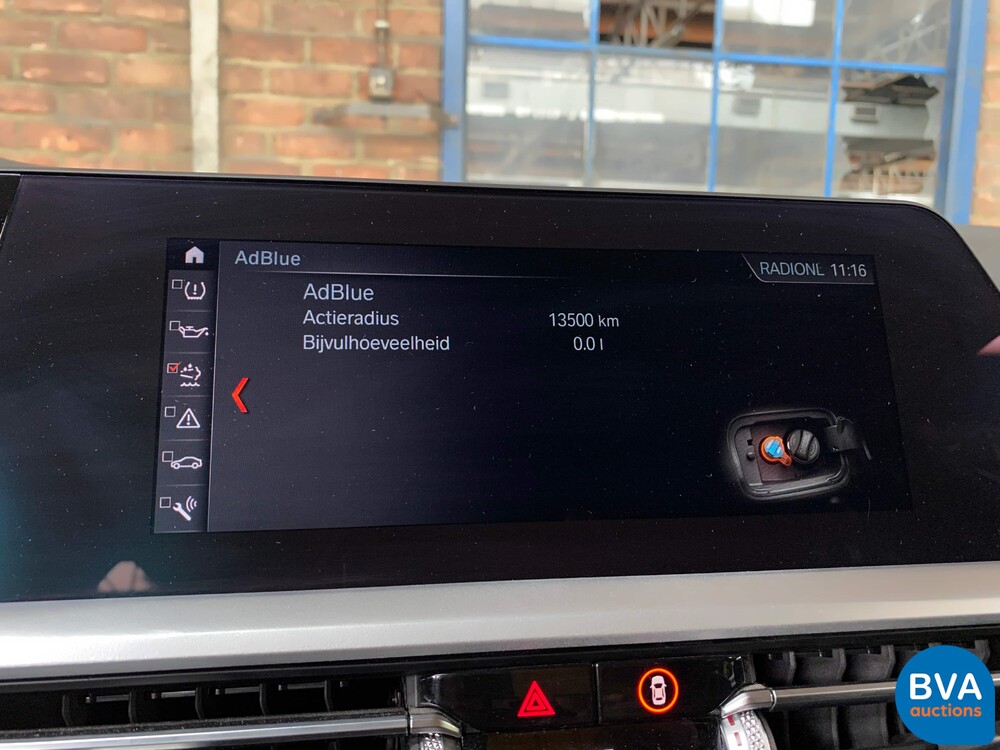 AdBlue
RADIONL 11:16
AdBlue
Actieradius 13500 km
Bijvulhoeveelheid 0.0 l
BVA
auctions